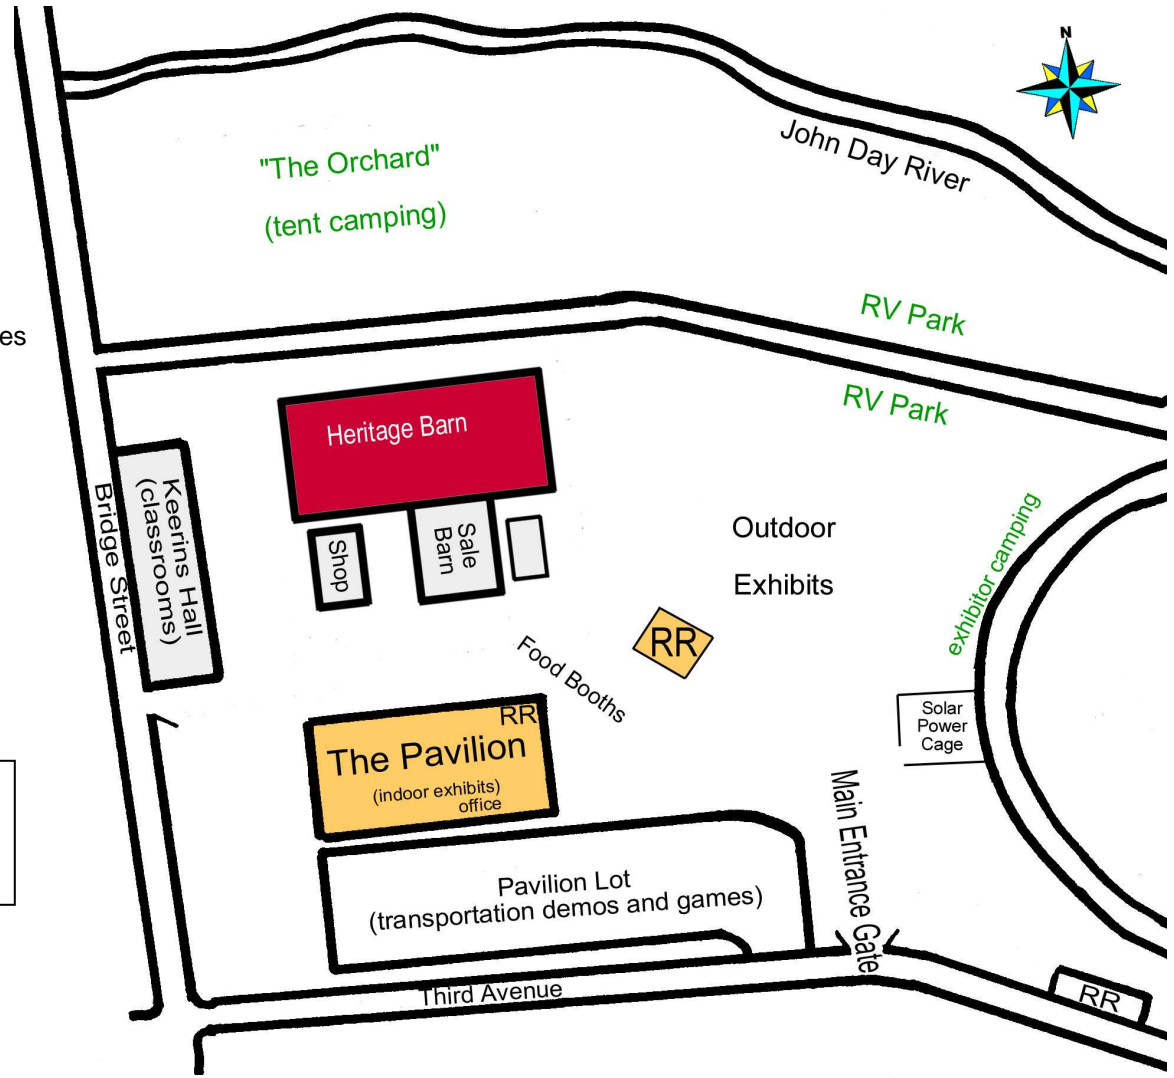 N
John Day River
"The Orchard"
(tent camping)
RV Park
es
RV Park
Heritage Barn
Bridge Street
Keerins Hall
(classrooms)
Shop
Sale
Barn
Outdoor
Exhibits
exhibitor camping
RR
Food Booths
Solar
Power
Cage
RR
The Pavilion
(indoor exhibits)
office
Main Entrance Gate
Pavilion Lot
(transportation demos and games)
Third Avenue
RR